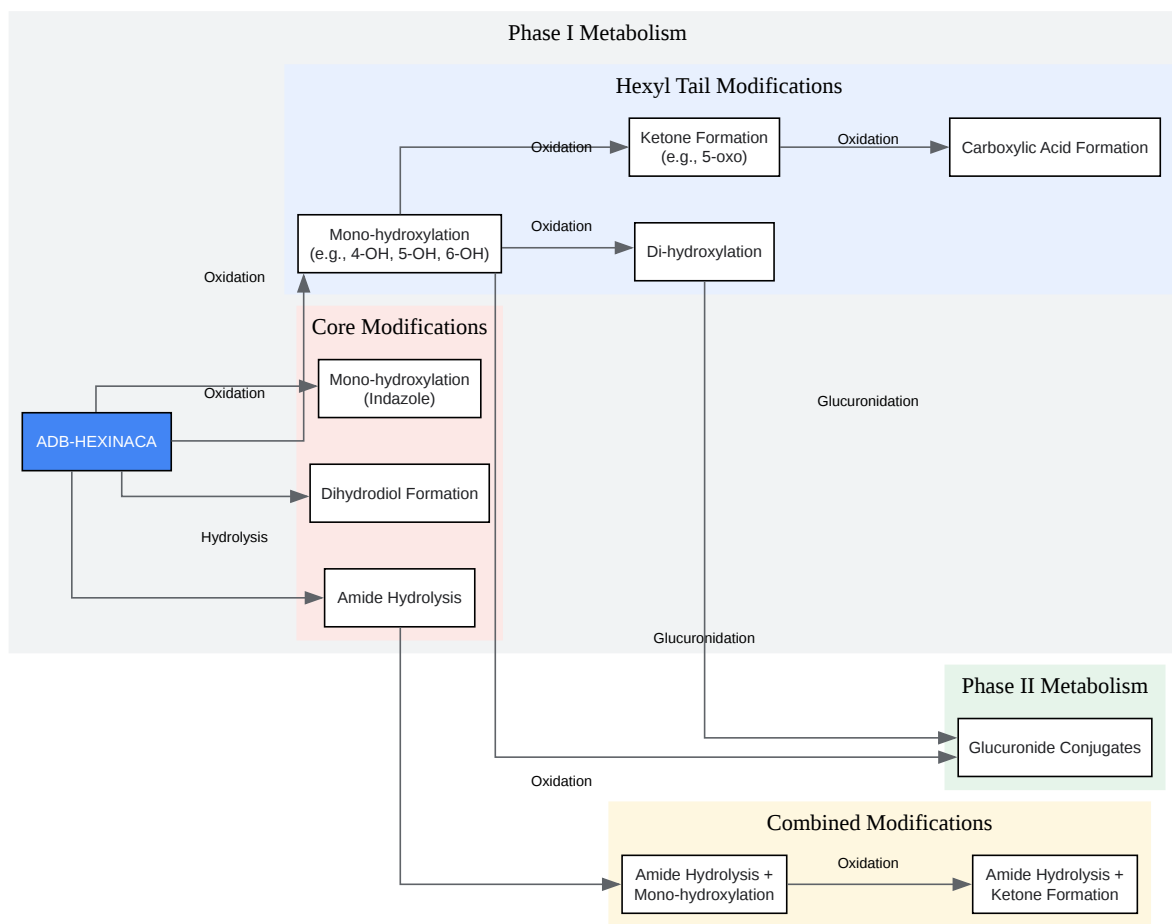 Phase I Metabolism
Hexyl Tail Modifications
Oxidation
Ketone Formation
(e.g., 5-oxo)
Oxidation
Carboxylic Acid Formation
Mono-hydroxylation
(e.g., 4-OH, 5-OH, 6-OH)
Oxidation
Di-hydroxylation
Oxidation
Core Modifications
Mono-hydroxylation
(Indazole)
Oxidation
Glucuronidation
ADB-HEXINACA
Dihydrodiol Formation
Hydrolysis
Amide Hydrolysis
Glucuronidation
Phase II Metabolism
Glucuronide Conjugates
Oxidation
Combined Modifications
Amide Hydrolysis +
Mono-hydroxylation
Oxidation
Amide Hydrolysis +
Ketone Formation